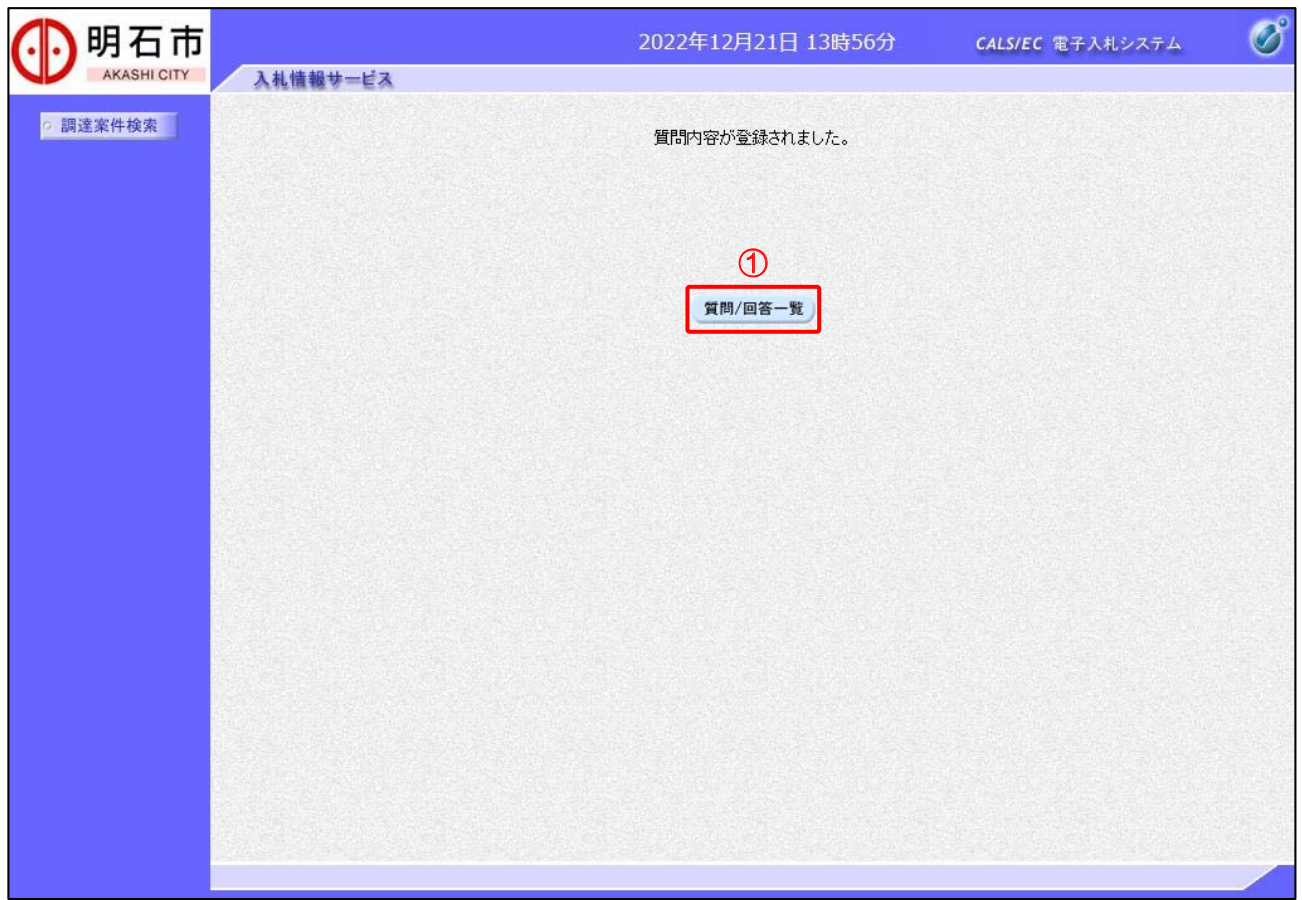 明石市
AKASHI CITY
2022年12月21日 13時56分
CALS/EC 電子入札システム
入札情報サービス
調達案件検索
質問内容が登録されました。
①
質問/回答一覧